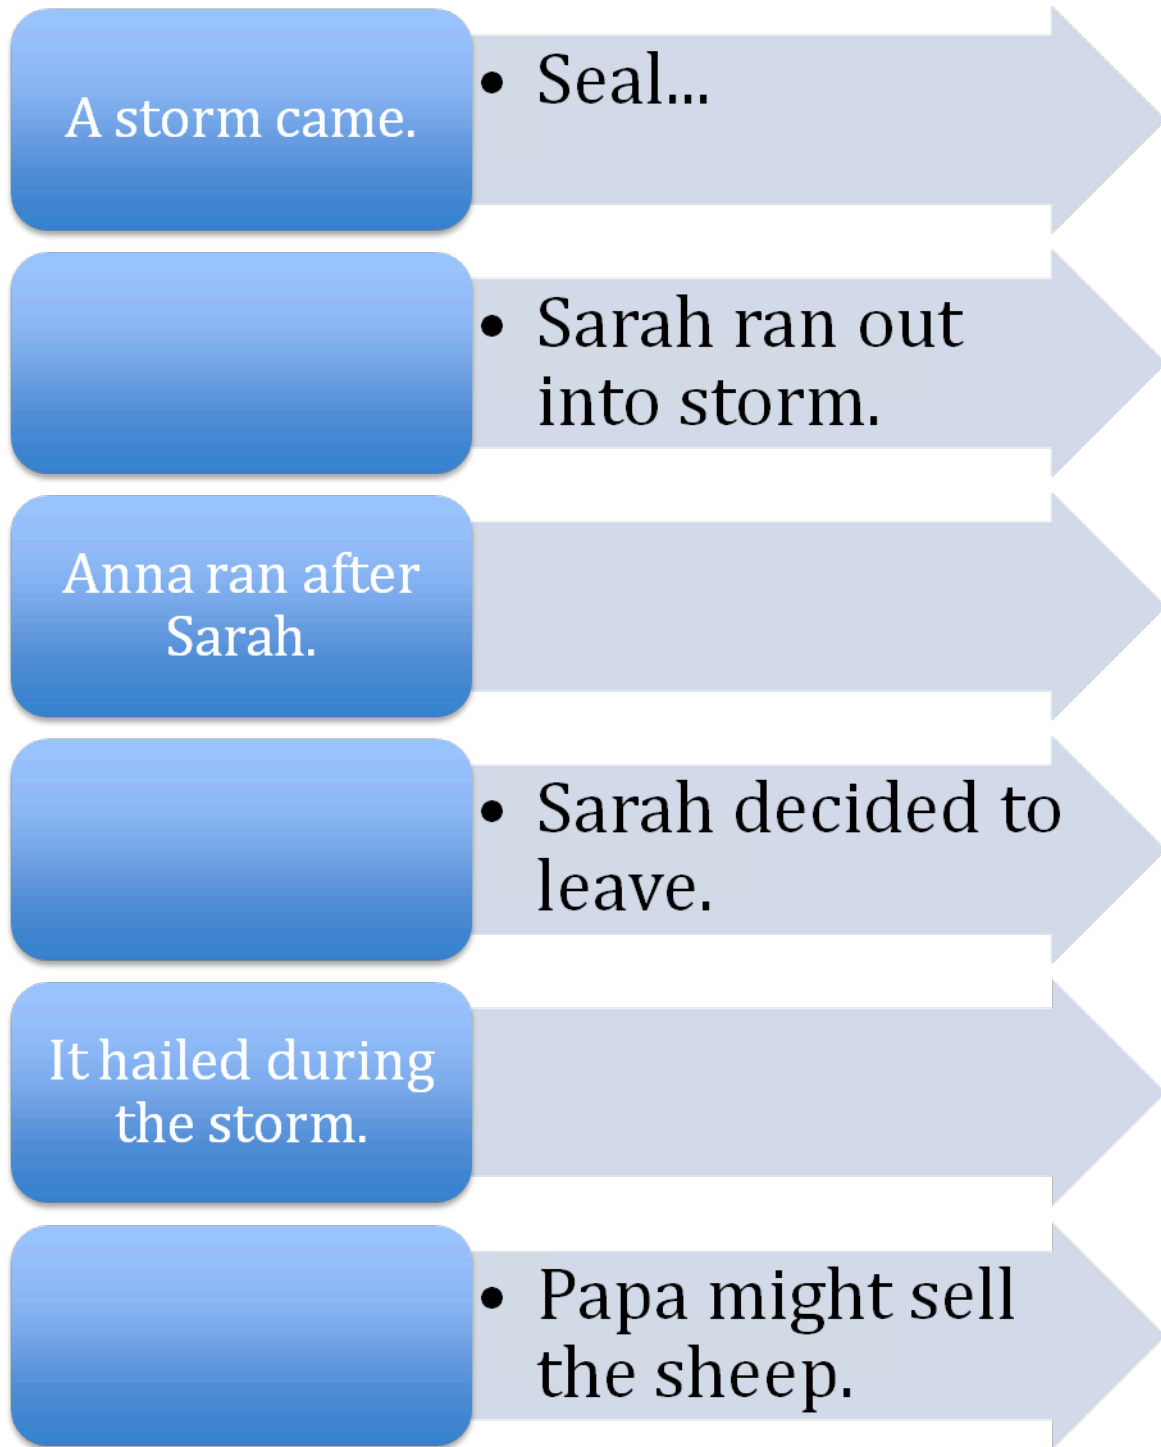 A storm came.
• Seal...
• Sarah ran out
into storm.
Anna ran after
Sarah.
• Sarah decided to
leave.
It hailed during
the storm.
• Papa might sell
the sheep.